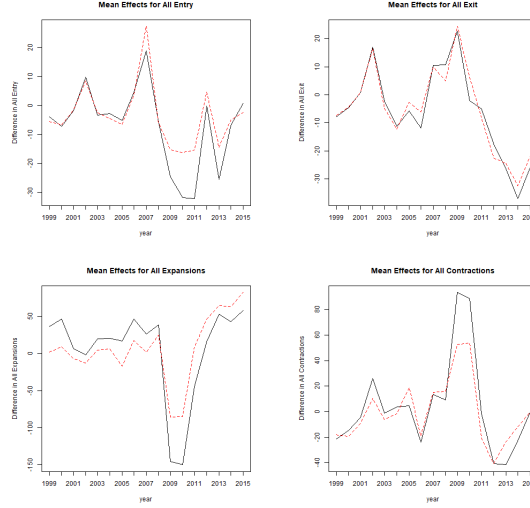 Mean Effects for All Entry
Difference in All Entry
20
10
0
-10
-20
-30
1999 2001 2003 2005 2007 2009 2011 2013 2015
year
Mean Effects for All Exit
Difference in All Exit
20
10
0
-10
-20
-30
1999 2001 2003 2005 2007 2009 2011 2013
year
Mean Effects for All Expansions
Difference in All Expansions
50
0
-50
-100
-150
1999 2001 2003 2005 2007 2009 2011 2013 2015
year
Mean Effects for All Contractions
Difference in All Contractions
80
60
40
20
0
-20
-40
1999 2001 2003 2005 2007 2009 2011 2013
year